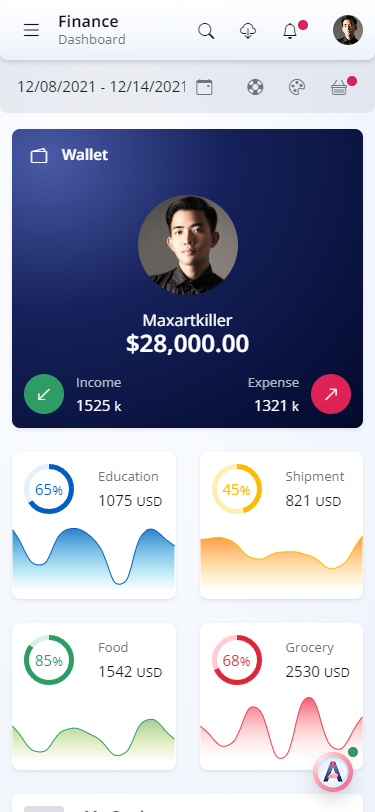 Finance
Dashboard
12/08/2021 - 12/14/2021
Wallet
Maxartkiller
$28,000.00
Income
1525 k
Expense
1321 k
65%
Education
1075 USD
45%
Shipment
821 USD
85%
Food
1542 USD
68%
Grocery
2530 USD